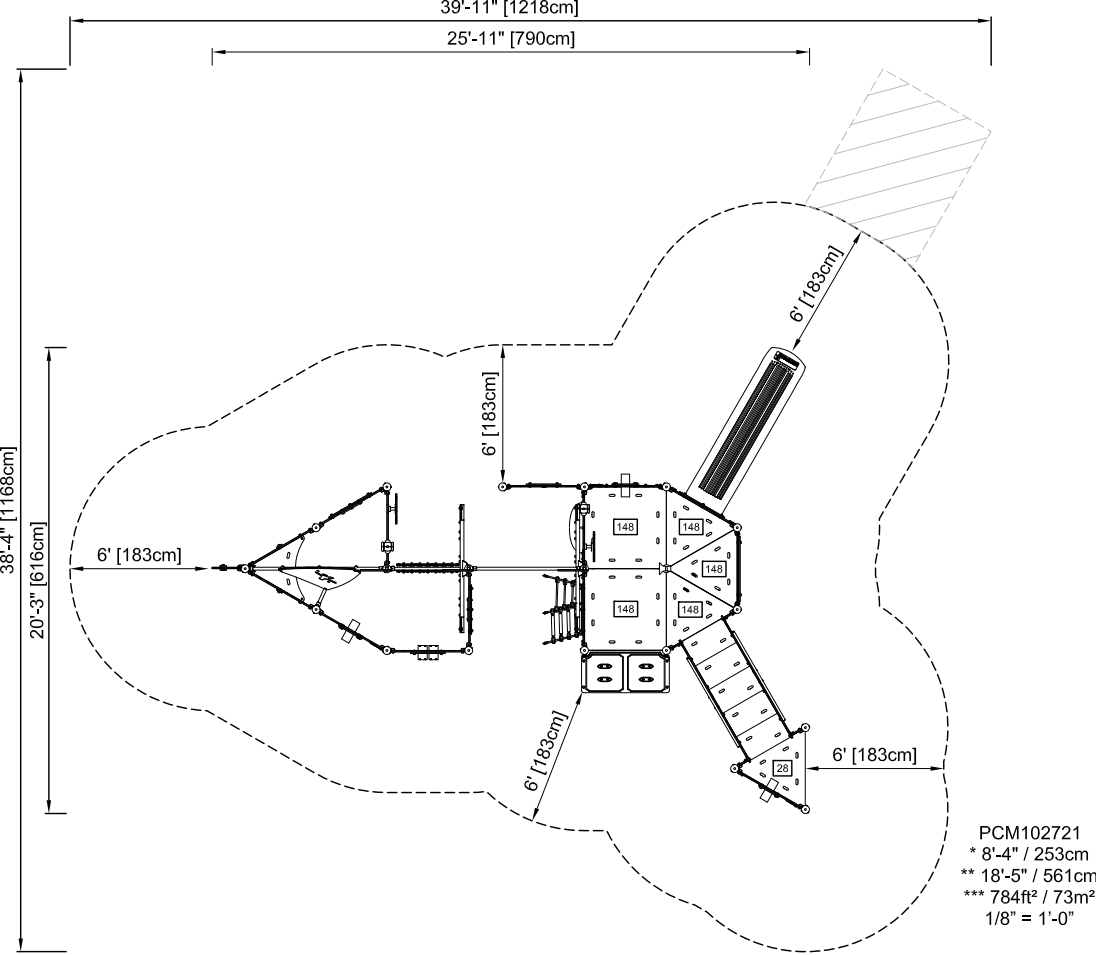 39'-11" [1218cm]
25'-11" [790cm]
6' [183cm]
6' [183cm]
38'-4" [1168cm]
20'-3" [616cm]
6' [183cm]
148
148
148
148
148
6' [183cm]
6' [183cm]
28
PCM102721
* 8'-4" / 253cm
** 18'-5" / 561cm
*** 784ft² / 73m²
1/8” = 1’-0”